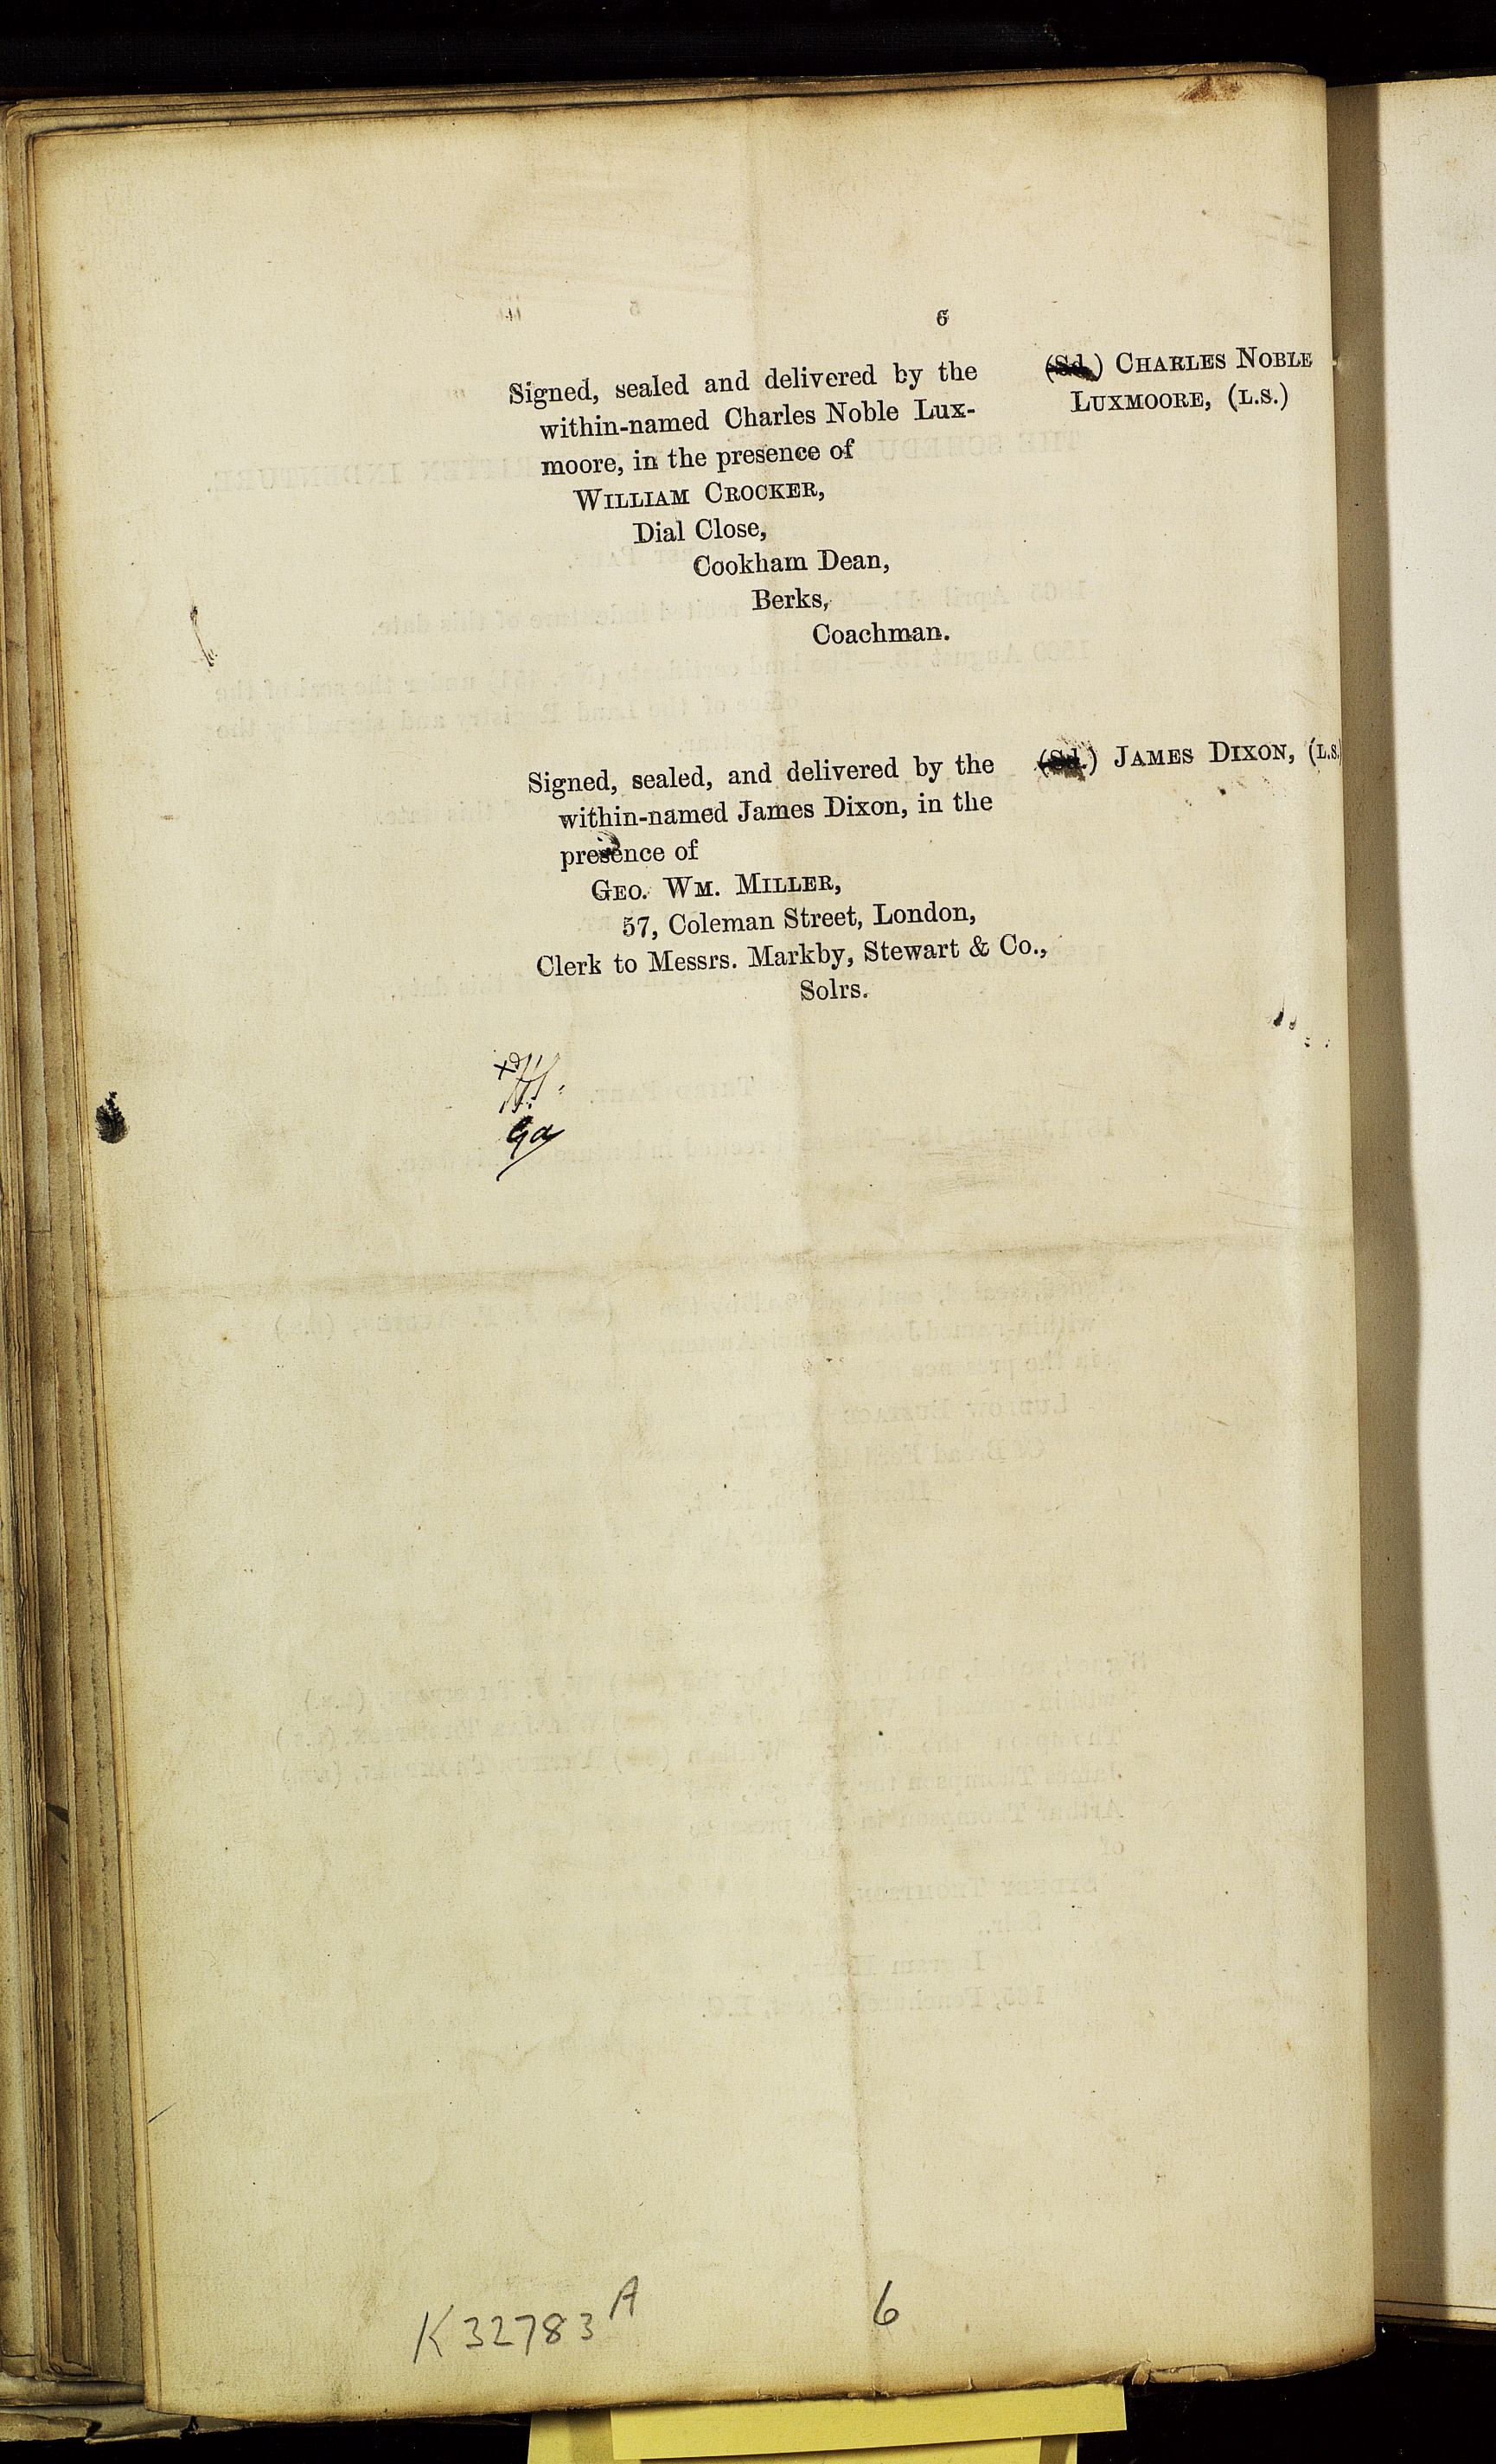 6
Signed, sealed and delivered by the (Sd.) CHARLES NOBLE
within-named Charles Noble Lux- LUXMOORE, (L.S.)
moore, in the presence of
WILLIAM CROCKER,
Dial Close,
Cookham Dean,
Berks,
Coachman.
Signed, sealed, and delivered by the (Sd.) JAMES DIXON, (L.S.)
within-named James Dixon, in the
presence of
GEO. WM. MILLER,
57, Coleman Street, London,
Clerk to Messrs. Markby, Stewart & Co.,
Solrs.
K32783A 6